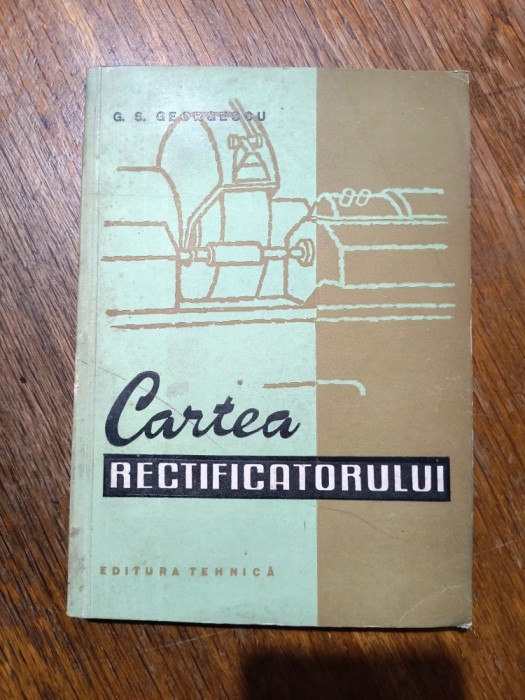 G. S. GEORGESCU
Cartea
RECTIFICATORULUI
EDITURA TEHNICĂ